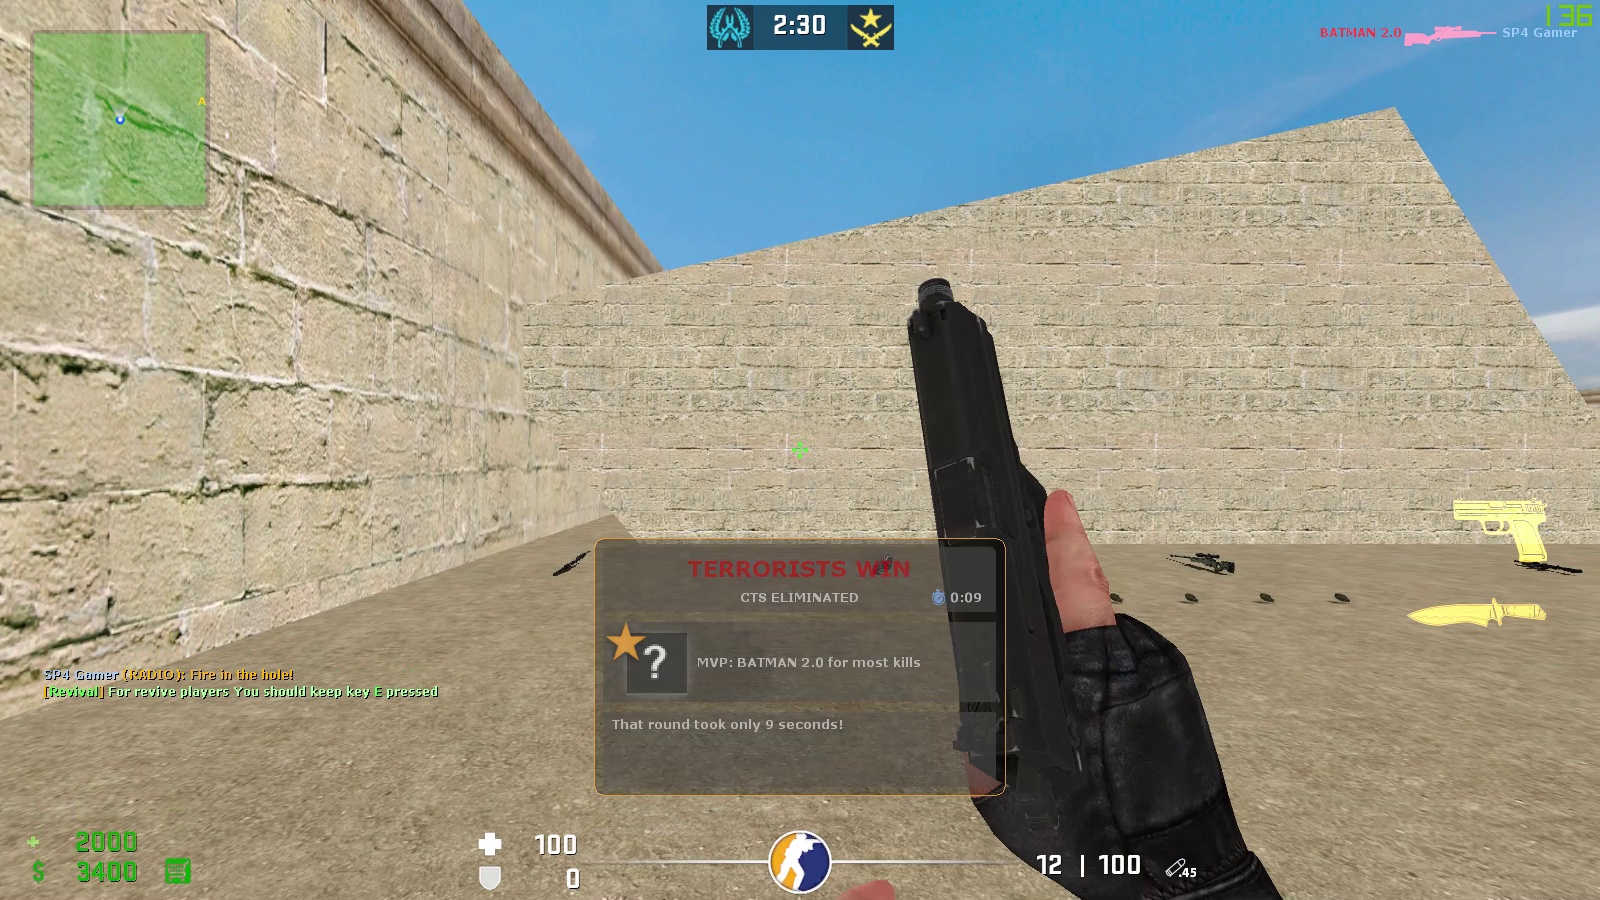 2:30
136
BATMAN 2.0 SP4 Gamer
A
TERRORISTS WIN
CTS ELIMINATED 0:09
? MVP: BATMAN 2.0 for most kills
That round took only 9 seconds!
SP4 Gamer (RADIO): Fire in the hole!
[Revival] For revive players You should keep key E pressed
+ 2000
$ 3400
100
0
12 | 100 .45